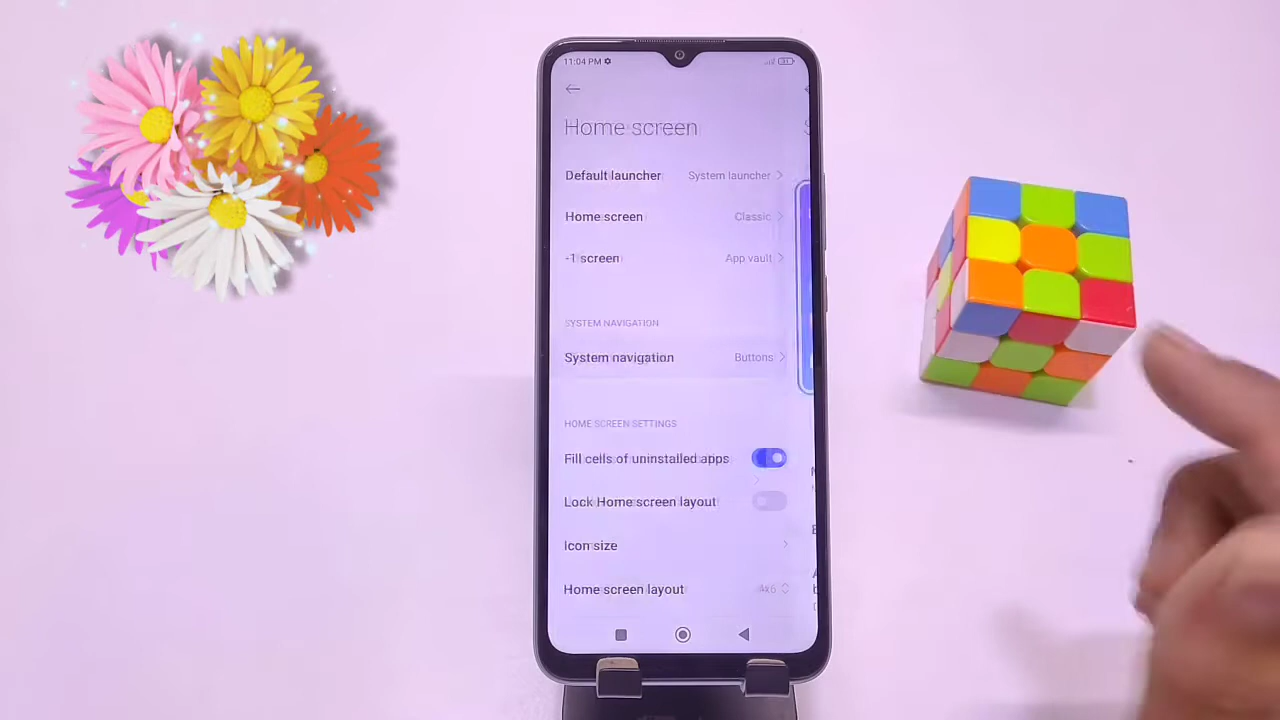 11:04 PM
Home screen
Default launcher System launcher
Home screen Classic
-1 screen App vault
SYSTEM NAVIGATION
System navigation Buttons
HOME SCREEN SETTINGS
Fill cells of uninstalled apps
Lock Home screen layout
Icon size
Home screen layout 4x6